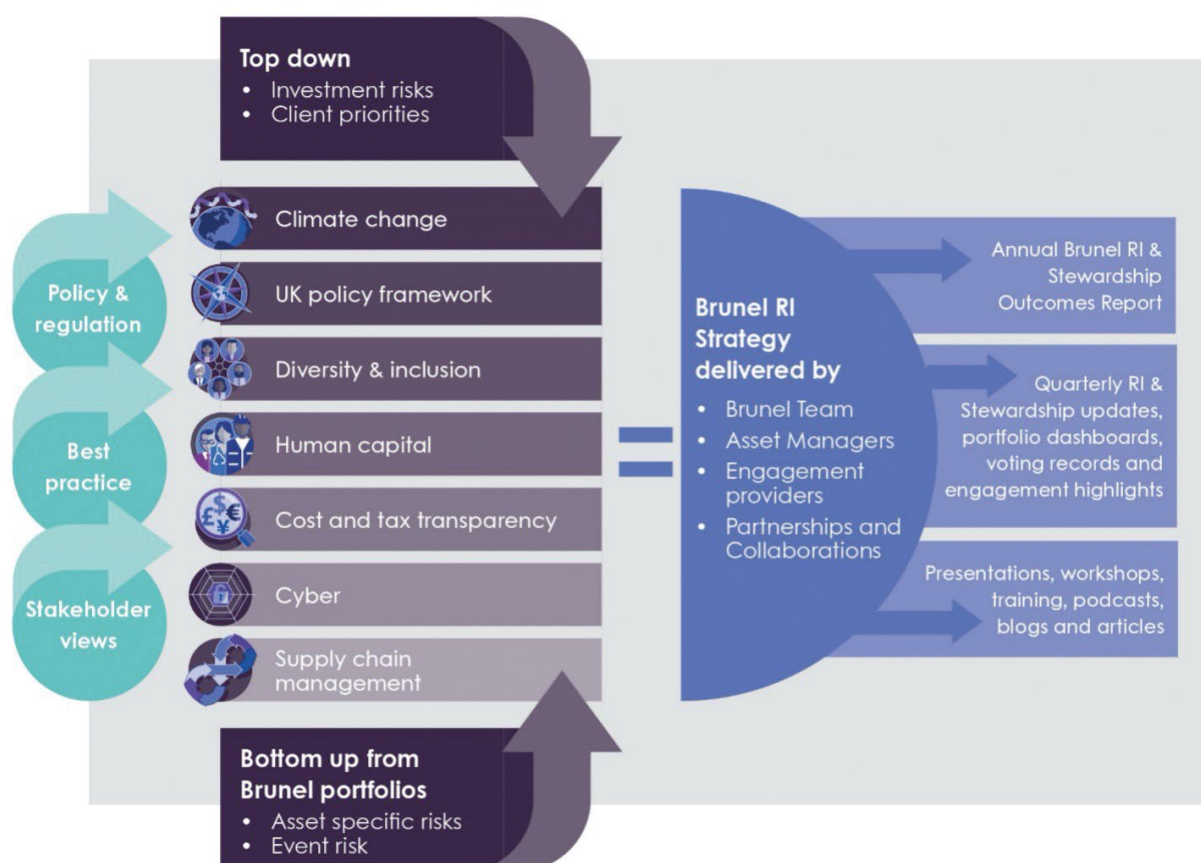 Top down
• Investment risks
• Client priorities
Policy &
regulation
Best
practice
Stakeholder
views
Climate change
UK policy framework
Diversity & inclusion
Human capital
Cost and tax transparency
Cyber
Supply chain
management
Bottom up from
Brunel portfolios
• Asset specific risks
• Event risk
=
Brunel RI
Strategy
delivered by
• Brunel Team
• Asset Managers
• Engagement
providers
• Partnerships and
Collaborations
Annual Brunel RI &
Stewardship
Outcomes Report
Quarterly RI &
Stewardship updates,
portfolio dashboards,
voting records and
engagement highlights
Presentations, workshops,
training, podcasts,
blogs and articles